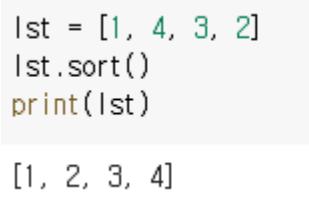 lst = [1, 4, 3, 2]
lst.sort()
print(lst)
[1, 2, 3, 4]